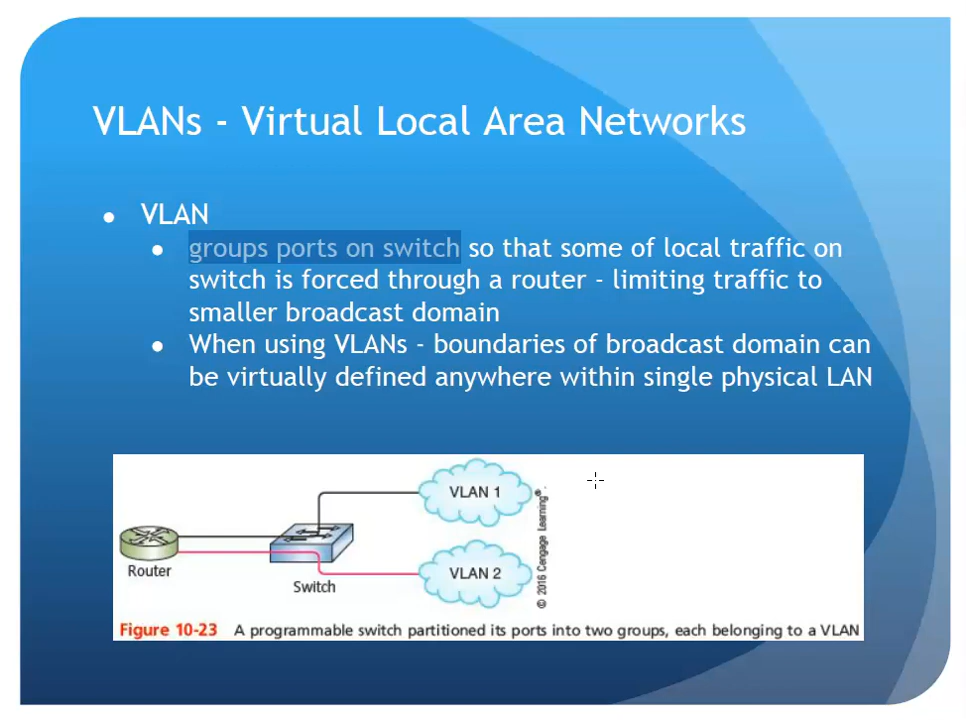 VLANs - Virtual Local Area Networks
VLAN
groups ports on switch so that some of local traffic on
switch is forced through a router - limiting traffic to
smaller broadcast domain
When using VLANs - boundaries of broadcast domain can
be virtually defined anywhere within single physical LAN
VLAN 1
VLAN 2
Router
Switch
© 2016 Cengage Learning®.
Figure 10-23 A programmable switch partitioned its ports into two groups, each belonging to a VLAN